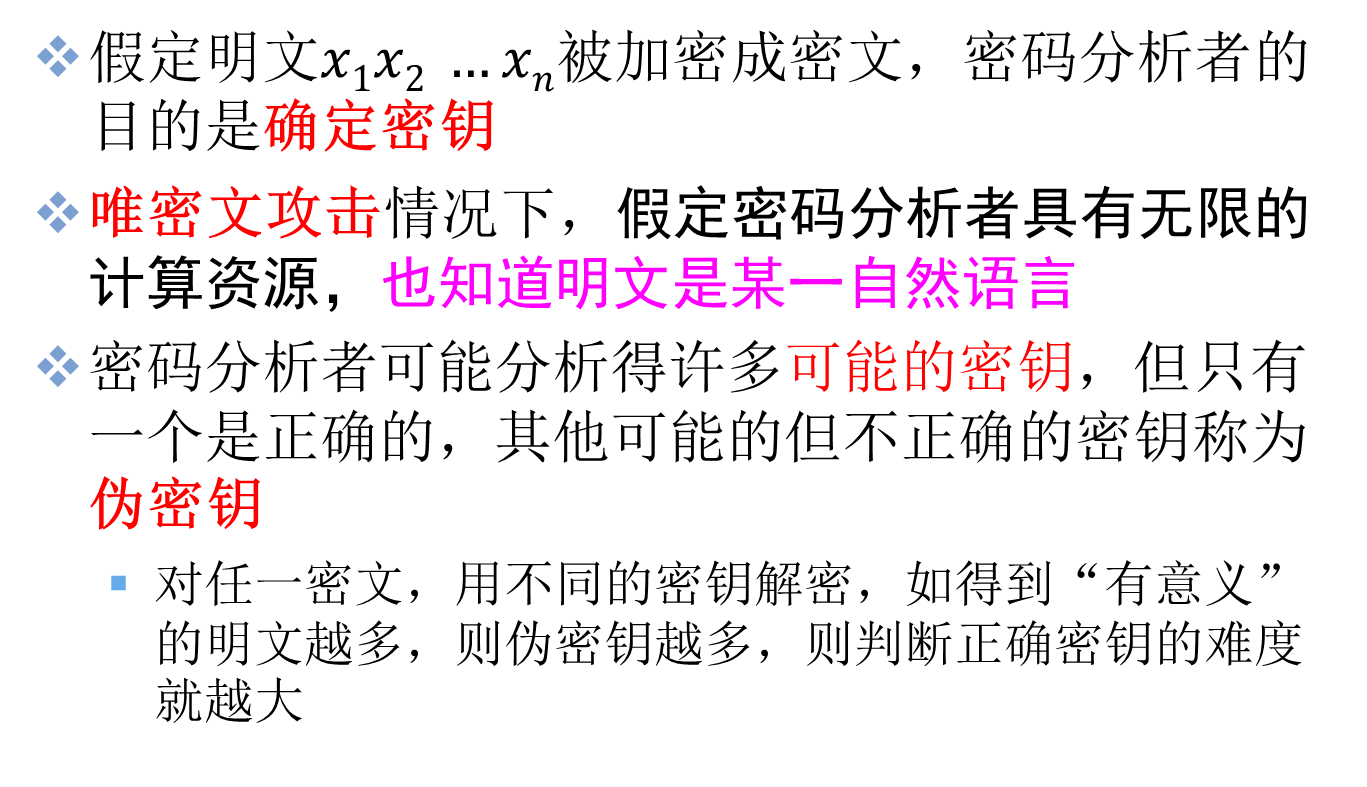 假定明文x₁x₂ … xₙ被加密成密文，密码分析者的
目的是确定密钥
唯密文攻击情况下，假定密码分析者具有无限的
计算资源，也知道明文是某一自然语言
密码分析者可能分析得许多可能的密钥，但只有
一个是正确的，其他可能的但不正确的密钥称为
伪密钥
对任一密文，用不同的密钥解密，如得到“有意义”
的明文越多，则伪密钥越多，则判断正确密钥的难度
就越大